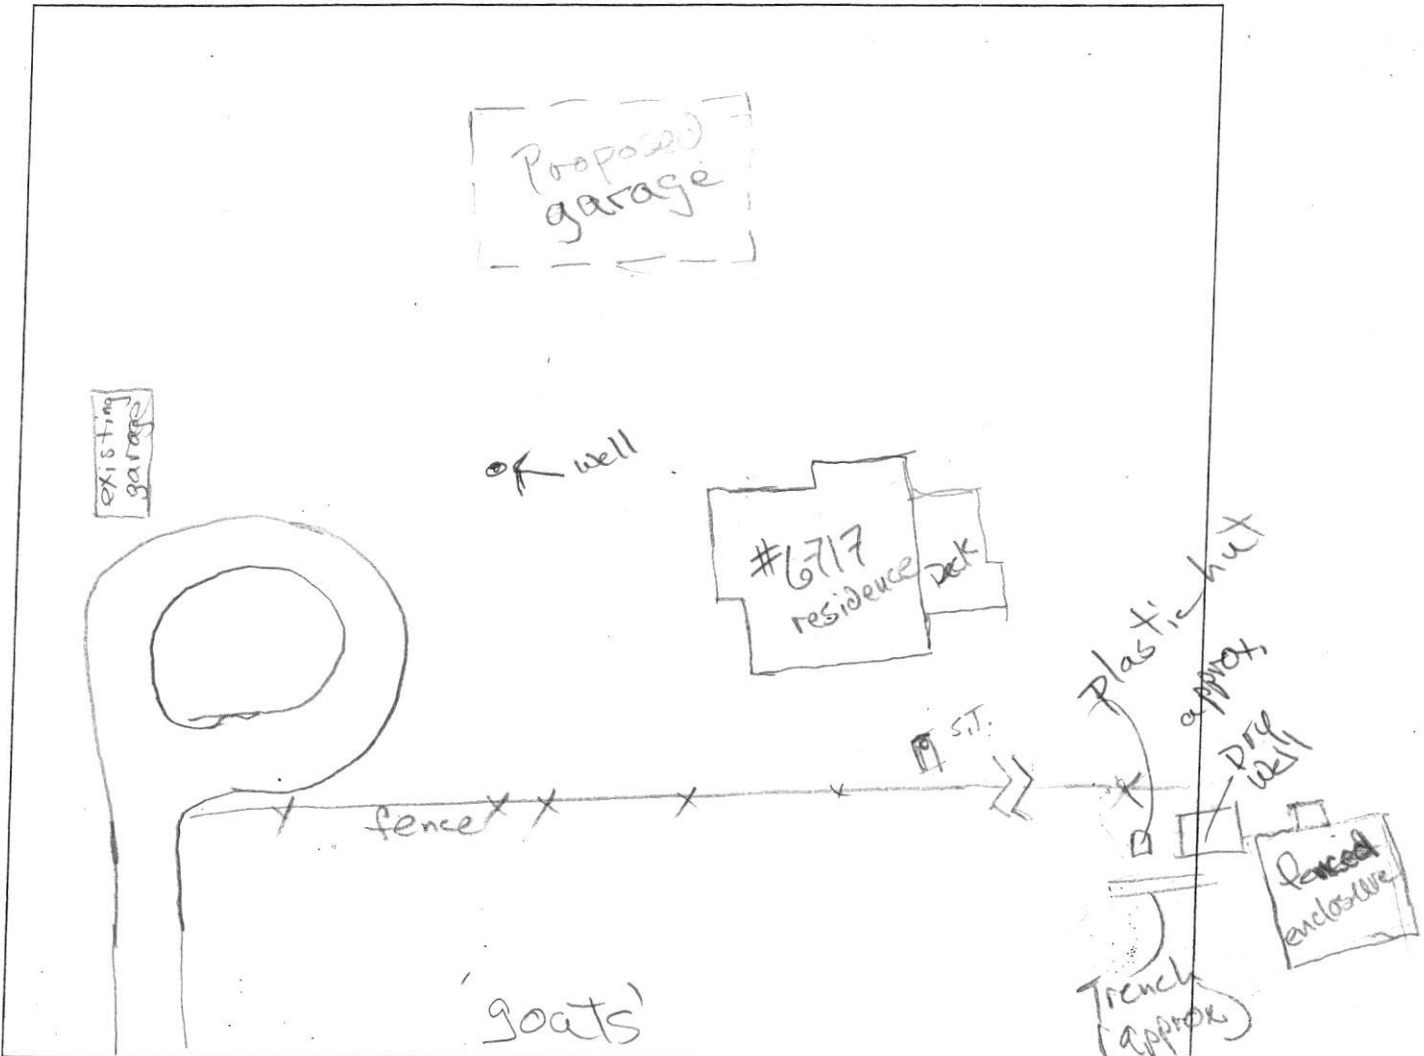 Proposed
garage
existing
garage
well
#6717
residence
Deck
plastic hut
approx.
S.T.
Dry
well
fence
fenced
enclosure
Trench
(approx.)
'goats'